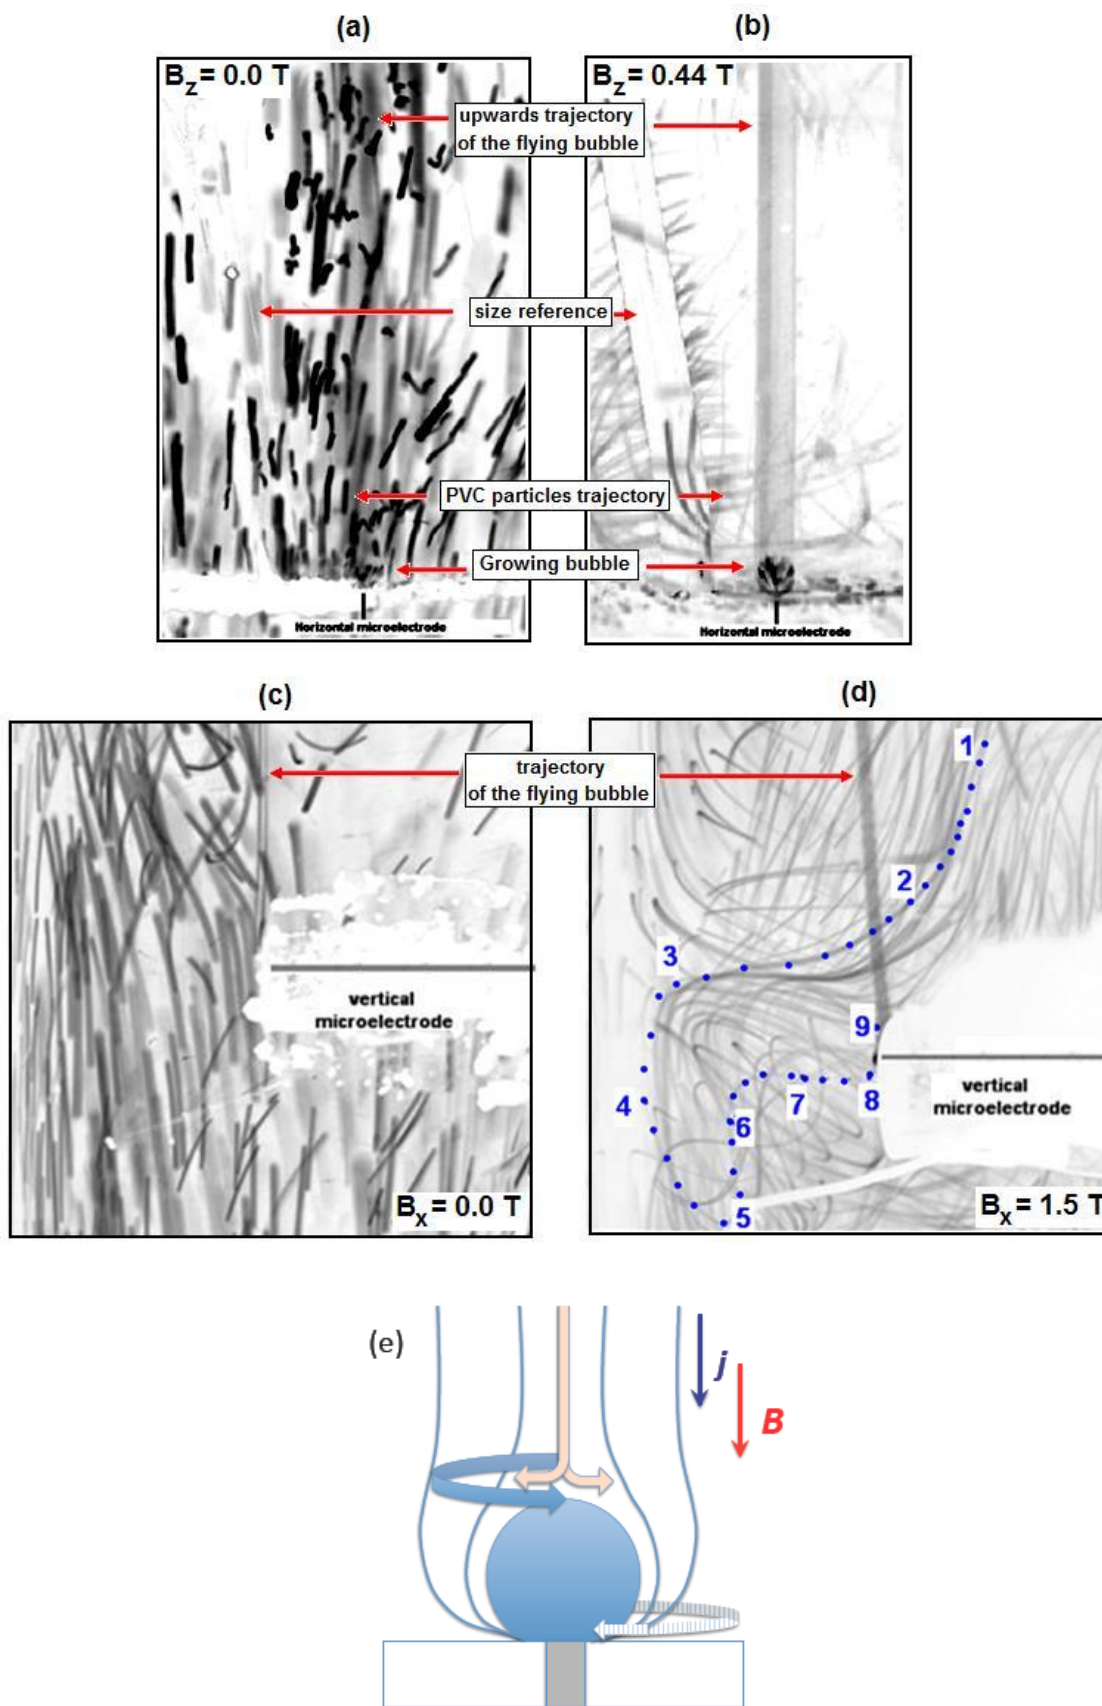 (a)
(b)
Bz = 0.0 T
Bz = 0.44 T
upwards trajectory
of the flying bubble
size reference
PVC particles trajectory
Growing bubble
Horizontal microelectrode
Horizontal microelectrode
(c)
(d)
trajectory
of the flying bubble
1
2
3
9
vertical
microelectrode
4
6
7
8
vertical
microelectrode
5
Bx = 0.0 T
Bx = 1.5 T
(e)
j
B